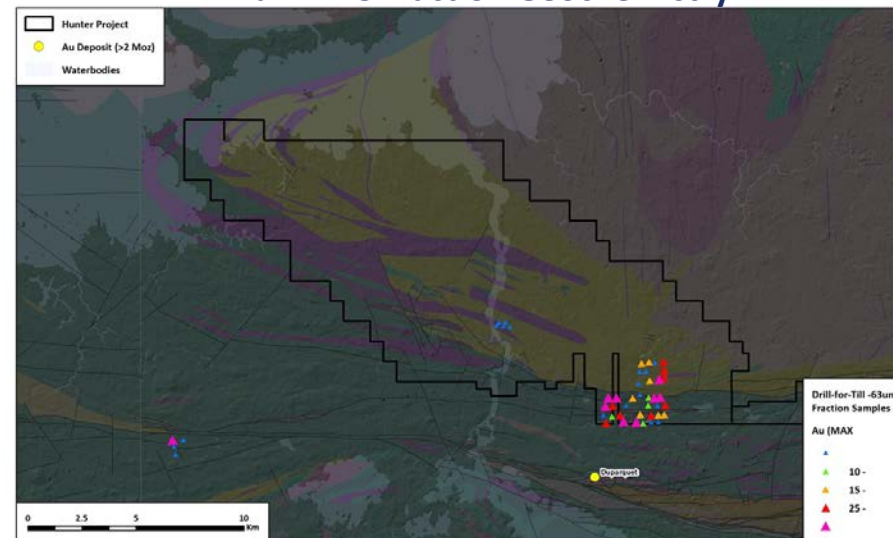 Hunter Project
Au Deposit (>2 Moz)
Waterbodies
Duparquet
Drill-for-Till -63um
Fraction Samples
Au (MAX
10 -
15 -
25 -
0 2.5 5 10
Km